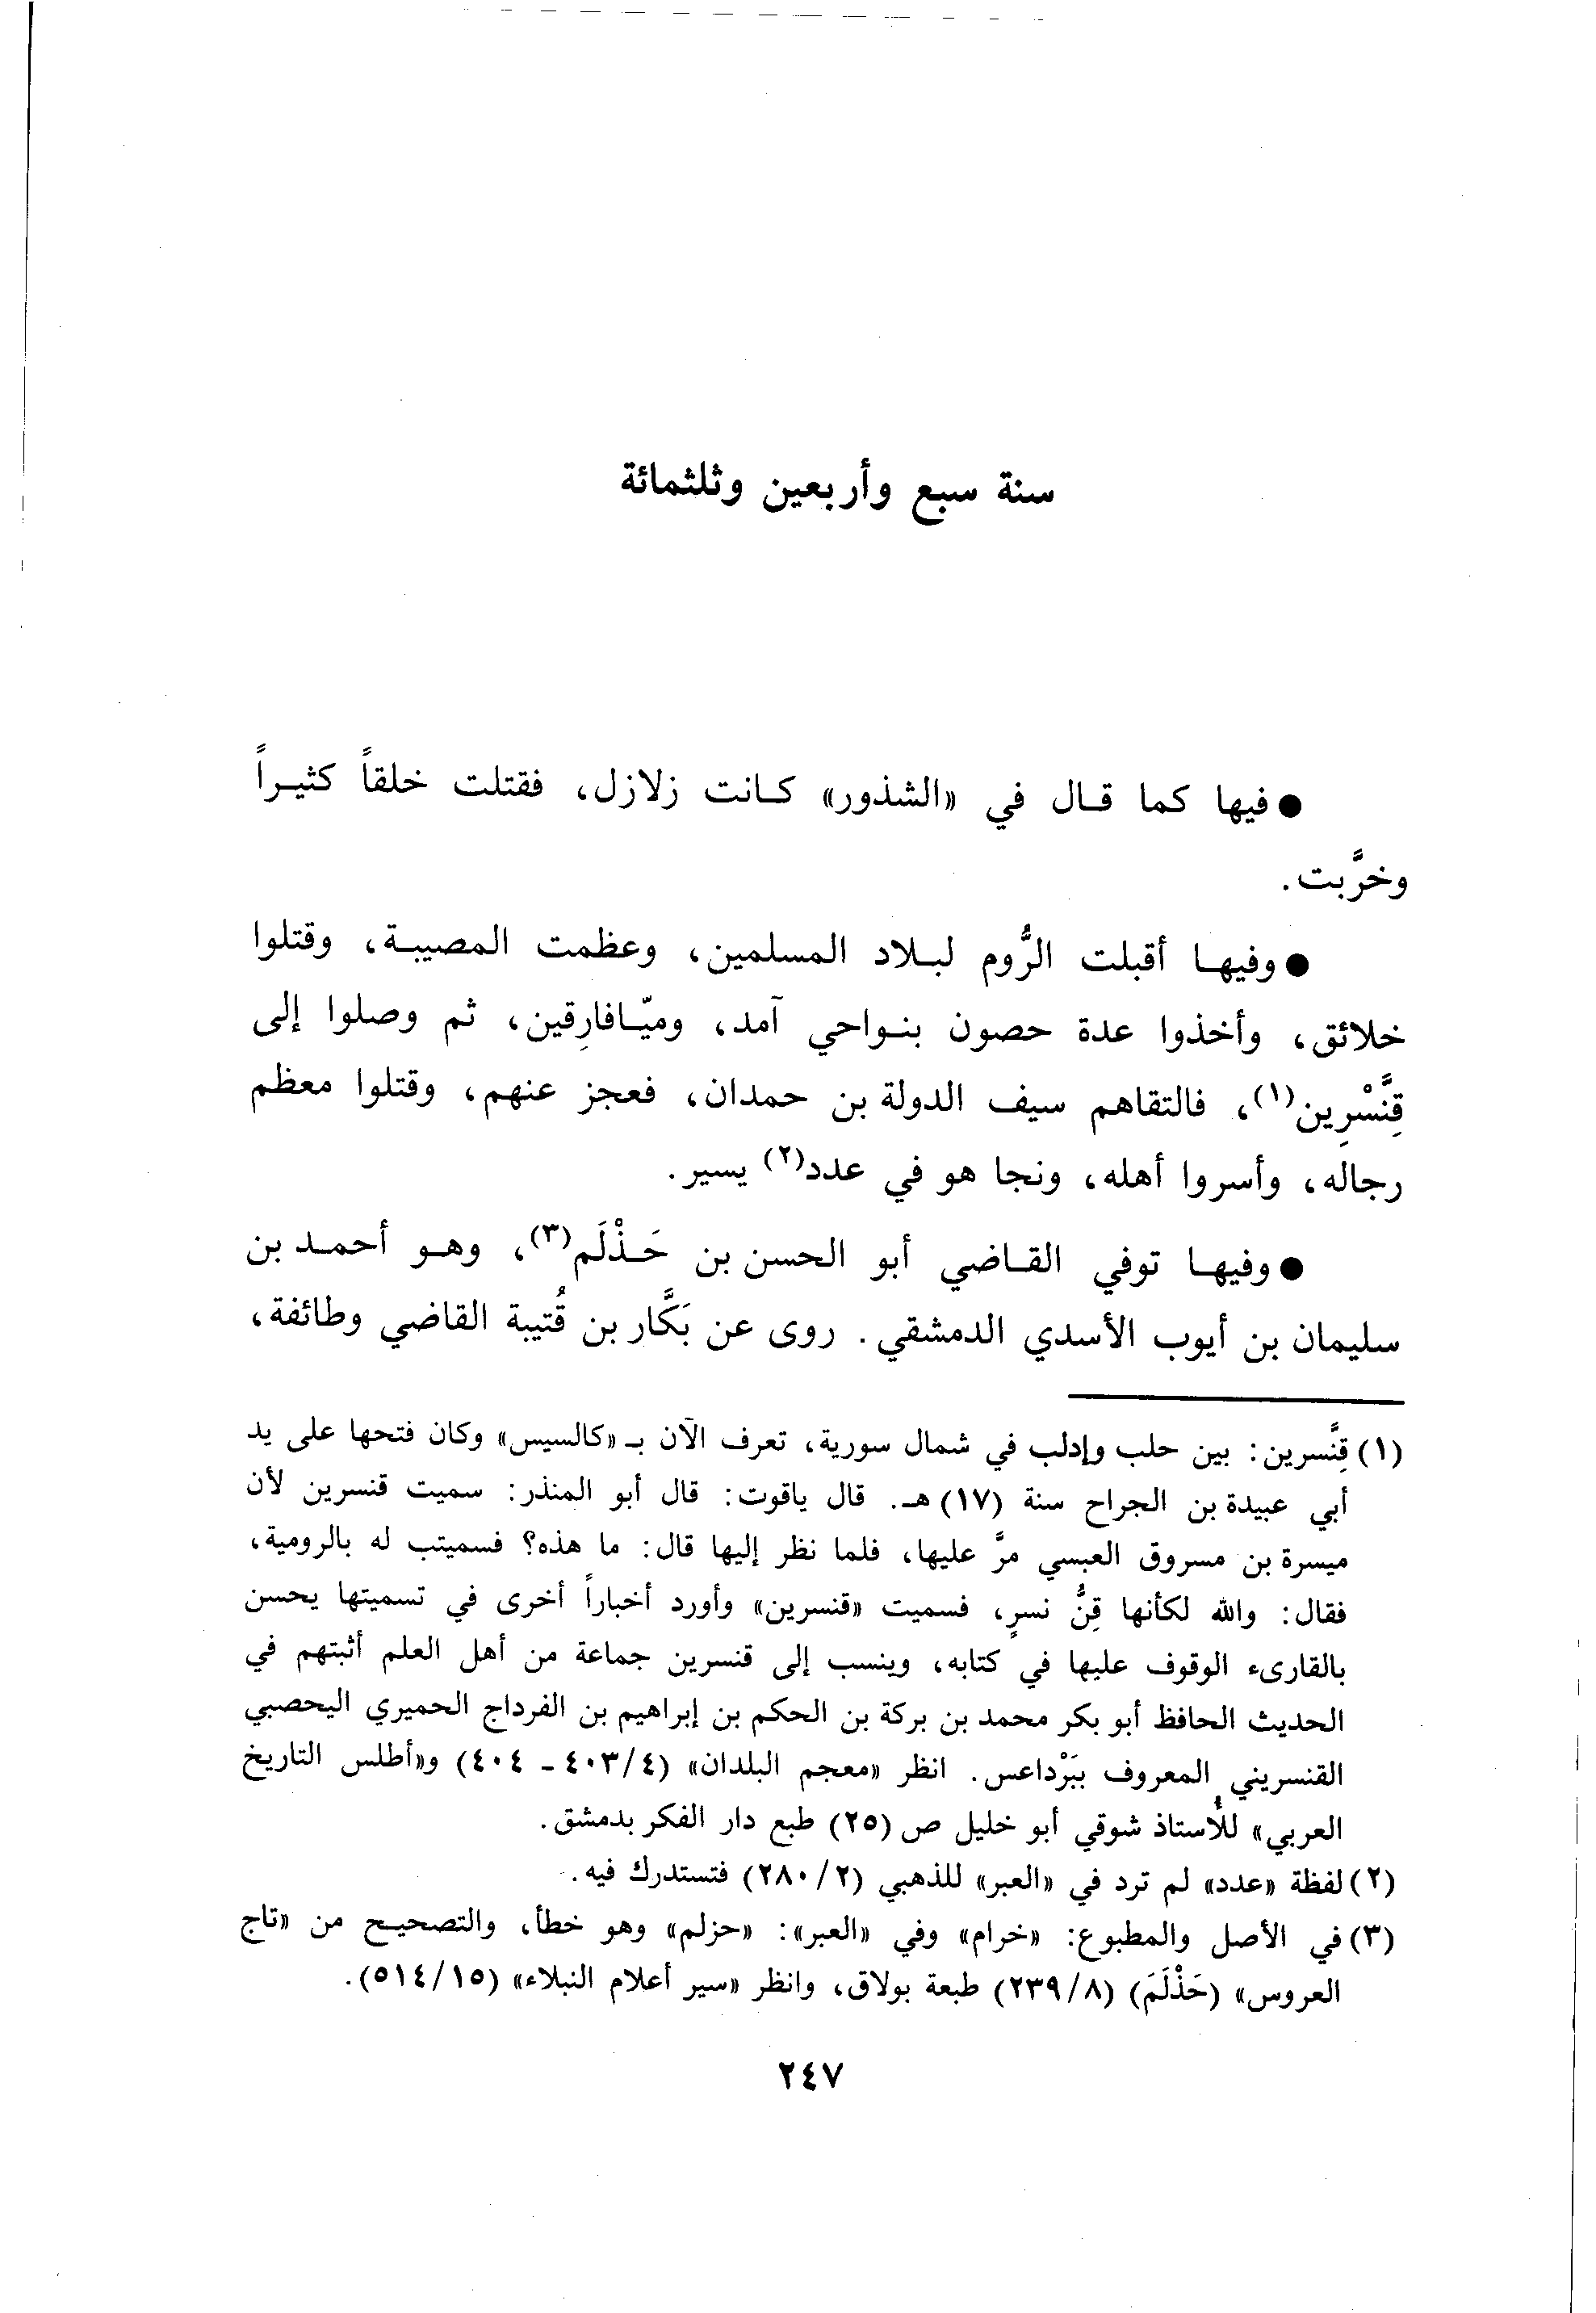 سنة سبع وأربعين وثلثمائة
● فيها كما قال في «الشذور» كانت زلازل، فقتلت خلقاً كثيراً
وخرَّبت.
● وفيها أقبلت الرُّوم لبلاد المسلمين، وعظمت المصيبة، وقتلوا
خلائق، وأخذوا عدة حصون بنواحي آمد، وميّافارِقين، ثم وصلوا إلى
قِنَّسْرِين(١)، فالتقاهم سيف الدولة بن حمدان، فعجز عنهم، وقتلوا معظم
رجاله، وأسروا أهله، ونجا هو في عدد(٢) يسير.
● وفيها توفي القاضي أبو الحسن بن حَذْلَم(٣)، وهو أحمد بن
سليمان بن أيوب الأسدي الدمشقي. روى عن بَكَّار بن قُتيبة القاضي وطائفة،
(١) قِنَّسرين: بين حلب وإدلب في شمال سورية، تعرف الآن بـ «كالسيس» وكان فتحها على يد
أبي عبيدة بن الجراح سنة (١٧) هـ. قال ياقوت: قال أبو المنذر: سميت قنسرين لأن
ميسرة بن مسروق العبسي مرَّ عليها، فلما نظر إليها قال: ما هذه؟ فسميتب له بالرومية،
فقال: والله لكأنها قِنُّ نسرٍ، فسميت «قنسرين» وأورد أخباراً أخرى في تسميتها يحسن
بالقارىء الوقوف عليها في كتابه، وينسب إلى قنسرين جماعة من أهل العلم أثبتهم في
الحديث الحافظ أبو بكر محمد بن بركة بن الحكم بن إبراهيم بن الفرداج الحميري اليحصبي
القنسريني المعروف ببَرْداعس. انظر «معجم البلدان» (٤/٤٠٣ - ٤٠٤) و«أطلس التاريخ
العربي» للأستاذ شوقي أبو خليل ص (٢٥) طبع دار الفكر بدمشق.
(٢) لفظة «عدد» لم ترد في «العبر» للذهبي (٢/٢٨٠) فتستدرك فيه.
(٣) في الأصل والمطبوع: «خرام» وفي «العبر»: «حزلم» وهو خطأ، والتصحيح من «تاج
العروس» (حَذْلَمَ) (٨/٢٣٩) طبعة بولاق، وانظر «سير أعلام النبلاء» (١٥/٥١٤).
٢٤٧